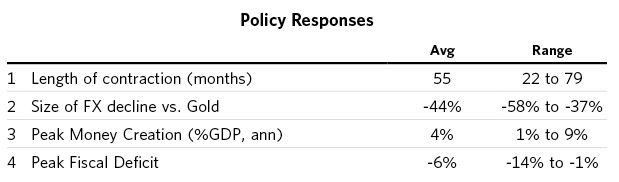 Policy Responses
Avg Range
1 Length of contraction (months) 55 22 to 79
2 Size of FX decline vs. Gold -44% -58% to -37%
3 Peak Money Creation (%GDP, ann) 4% 1% to 9%
4 Peak Fiscal Deficit -6% -14% to -1%